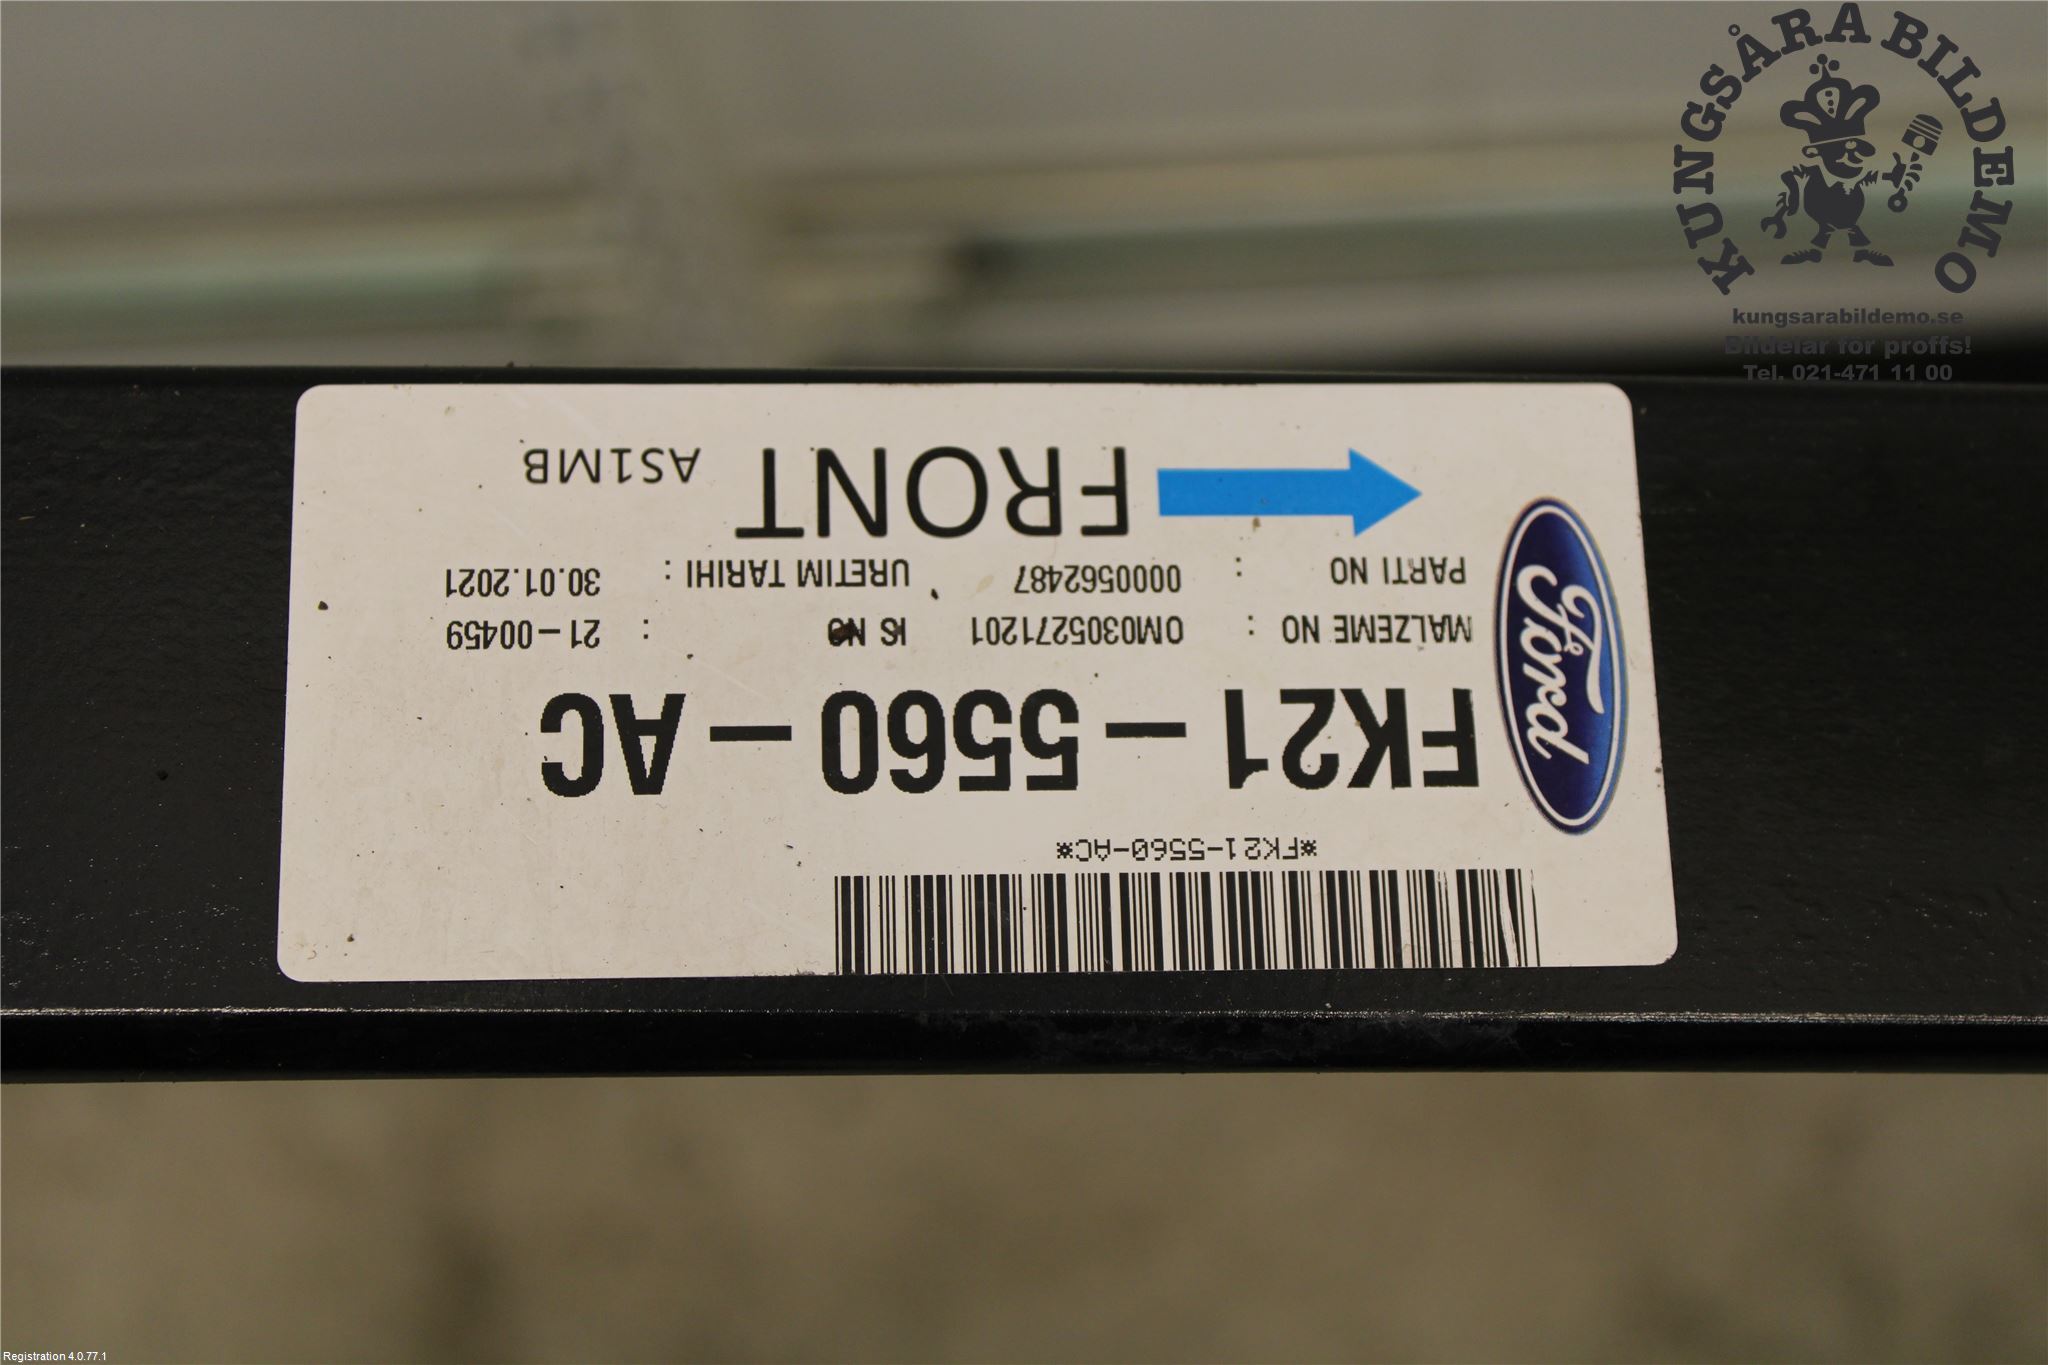 KUNGSÅRA BILDEMO
kungsarabildemo.se
Bildelar för proffs!
Tel. 021-471 11 00
*FK21-5560-AC*
FK21-5560-AC
Ford
MALZEME NO : OM0305271201 IS NO : 21-00459
PARTI NO : 0000562487 URETIM TARIHI : 30.01.2021
FRONT AS1MB
Registration 4.0.77.1